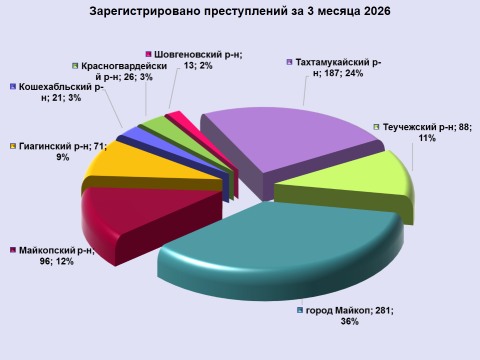 Зарегистрировано преступлений за 3 месяца 2026
Шовгеновский р-н;
13; 2%
Красногвардейски
й р-н; 26; 3%
Кошехабльский р-
н; 21; 3%
Гиагинский р-н; 71;
9%
Майкопский р-н;
96; 12%
Тахтамукайский р-
н; 187; 24%
Теучежский р-н; 88;
11%
город Майкоп; 281;
36%